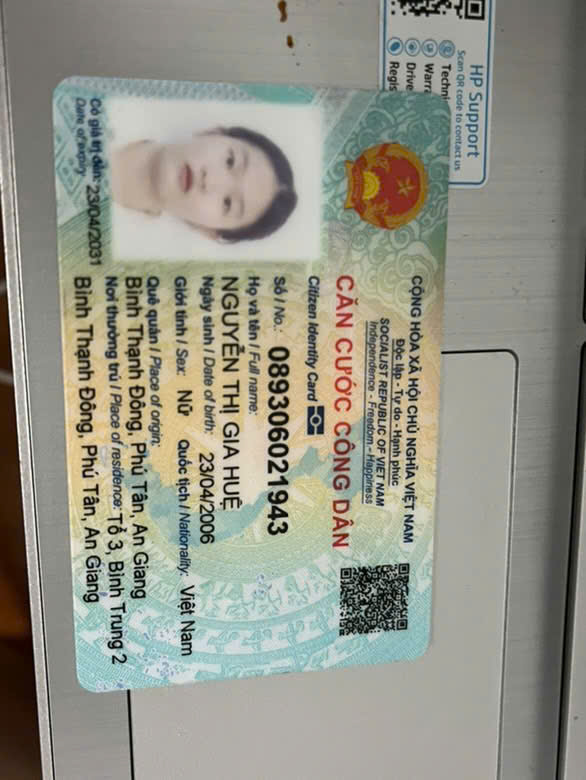 HP Support
Scan QR code to contact us
CỘNG HÒA XÃ HỘI CHỦ NGHĨA VIỆT NAM
Độc lập - Tự do - Hạnh phúc
SOCIALIST REPUBLIC OF VIET NAM
Independence - Freedom - Happiness
CĂN CƯỚC CÔNG DÂN
Citizen Identity Card
Số / No.: 089306021943
Họ và tên / Full name:
NGUYỄN THỊ GIA HUỆ
Ngày sinh / Date of birth: 23/04/2006
Giới tính / Sex: Nữ Quốc tịch / Nationality: Việt Nam
Quê quán / Place of origin:
Bình Thạnh Đông, Phú Tân, An Giang
Nơi thường trú / Place of residence: Tổ 3, Bình Trung 2
Bình Thạnh Đông, Phú Tân, An Giang
Có giá trị đến: 23/04/2031
Date of expiry